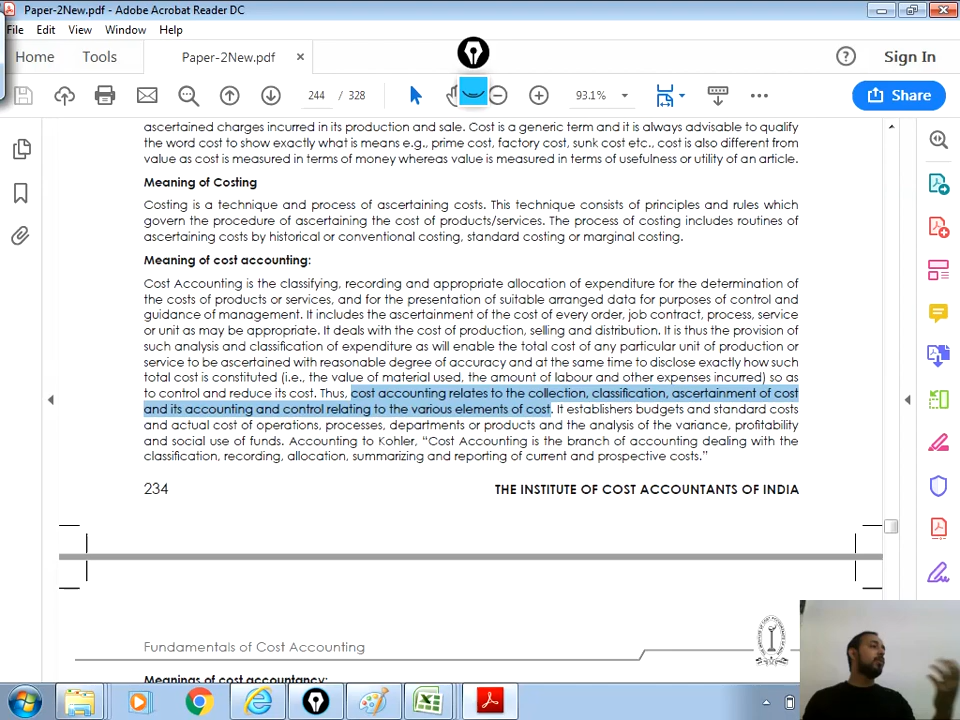 Paper-2New.pdf - Adobe Acrobat Reader DC
File Edit View Window Help
Home Tools Paper-2New.pdf × Sign In
244 / 328 93.1% Share
ascertained charges incurred in its production and sale. Cost is a generic term and it is always advisable to qualify
the word cost to show exactly what is means e.g., prime cost, factory cost, sunk cost etc., cost is also different from
value as cost is measured in terms of money whereas value is measured in terms of usefulness or utility of an article.
Meaning of Costing
Costing is a technique and process of ascertaining costs. This technique consists of principles and rules which
govern the procedure of ascertaining the cost of products/services. The process of costing includes routines of
ascertaining costs by historical or conventional costing, standard costing or marginal costing.
Meaning of cost accounting:
Cost Accounting is the classifying, recording and appropriate allocation of expenditure for the determination of
the costs of products or services, and for the presentation of suitable arranged data for purposes of control and
guidance of management. It includes the ascertainment of the cost of every order, job contract, process, service
or unit as may be appropriate. It deals with the cost of production, selling and distribution. It is thus the provision of
such analysis and classification of expenditure as will enable the total cost of any particular unit of production or
service to be ascertained with reasonable degree of accuracy and at the same time to disclose exactly how such
total cost is constituted (i.e., the value of material used, the amount of labour and other expenses incurred) so as
to control and reduce its cost. Thus, cost accounting relates to the collection, classification, ascertainment of cost
and its accounting and control relating to the various elements of cost. It establishers budgets and standard costs
and actual cost of operations, processes, departments or products and the analysis of the variance, profitability
and social use of funds. Accounting to Kohler, “Cost Accounting is the branch of accounting dealing with the
classification, recording, allocation, summarizing and reporting of current and prospective costs.”
234 THE INSTITUTE OF COST ACCOUNTANTS OF INDIA
Fundamentals of Cost Accounting
Meanings of cost accountancy: